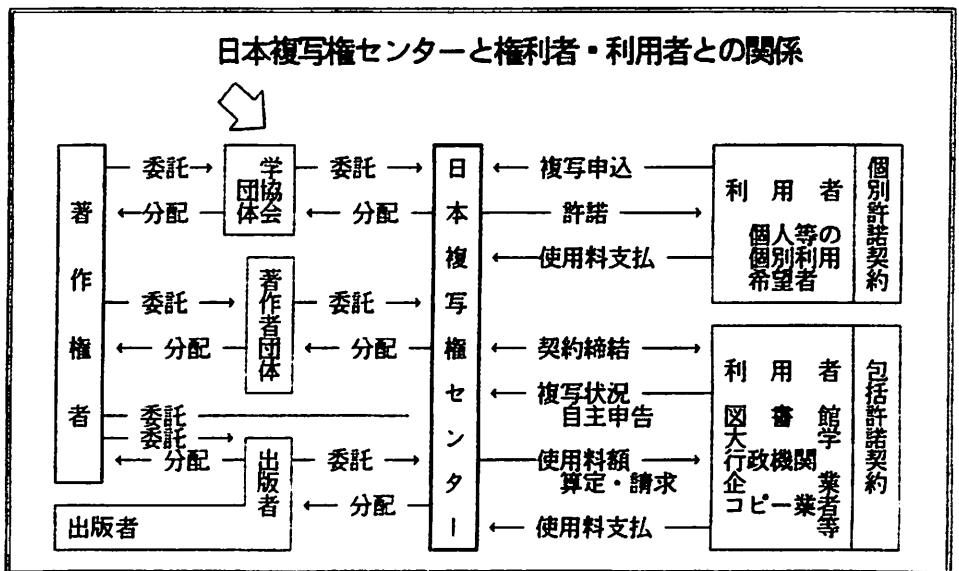 日本複写権センターと権利者・利用者との関係
著作権者
← 委託 →
← 分配
学協会
団体
委託 →
← 分配
委託 →
← 分配
著作者団体
委託 →
← 分配
委託
委託 →
← 分配
出版者
出版者
委託 →
← 分配
日本複写権センター
← 複写申込
許諾 →
← 使用料支払
利用者
個人等の
個別利用
希望者
個別許諾契約
← 契約締結 →
← 複写状況
自主申告
使用料額 →
算定・請求
← 使用料支払
利用者
図書館
大学
行政機関
企業
コピー業者
等
包括許諾契約